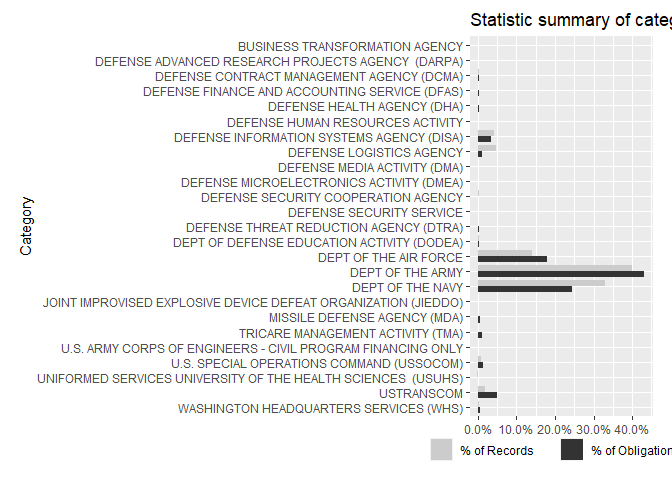 Statistic summary of categ
BUSINESS TRANSFORMATION AGENCY
DEFENSE ADVANCED RESEARCH PROJECTS AGENCY (DARPA)
DEFENSE CONTRACT MANAGEMENT AGENCY (DCMA)
DEFENSE FINANCE AND ACCOUNTING SERVICE (DFAS)
DEFENSE HEALTH AGENCY (DHA)
DEFENSE HUMAN RESOURCES ACTIVITY
DEFENSE INFORMATION SYSTEMS AGENCY (DISA)
DEFENSE LOGISTICS AGENCY
DEFENSE MEDIA ACTIVITY (DMA)
DEFENSE MICROELECTRONICS ACTIVITY (DMEA)
DEFENSE SECURITY COOPERATION AGENCY
DEFENSE SECURITY SERVICE
DEFENSE THREAT REDUCTION AGENCY (DTRA)
DEPT OF DEFENSE EDUCATION ACTIVITY (DODEA)
DEPT OF THE AIR FORCE
DEPT OF THE ARMY
DEPT OF THE NAVY
JOINT IMPROVISED EXPLOSIVE DEVICE DEFEAT ORGANIZATION (JIEDDO)
MISSILE DEFENSE AGENCY (MDA)
TRICARE MANAGEMENT ACTIVITY (TMA)
U.S. ARMY CORPS OF ENGINEERS - CIVIL PROGRAM FINANCING ONLY
U.S. SPECIAL OPERATIONS COMMAND (USSOCOM)
UNIFORMED SERVICES UNIVERSITY OF THE HEALTH SCIENCES (USUHS)
USTRANSCOM
WASHINGTON HEADQUARTERS SERVICES (WHS)
Category
0.0% 10.0% 20.0% 30.0% 40.0%
% of Records % of Obligation